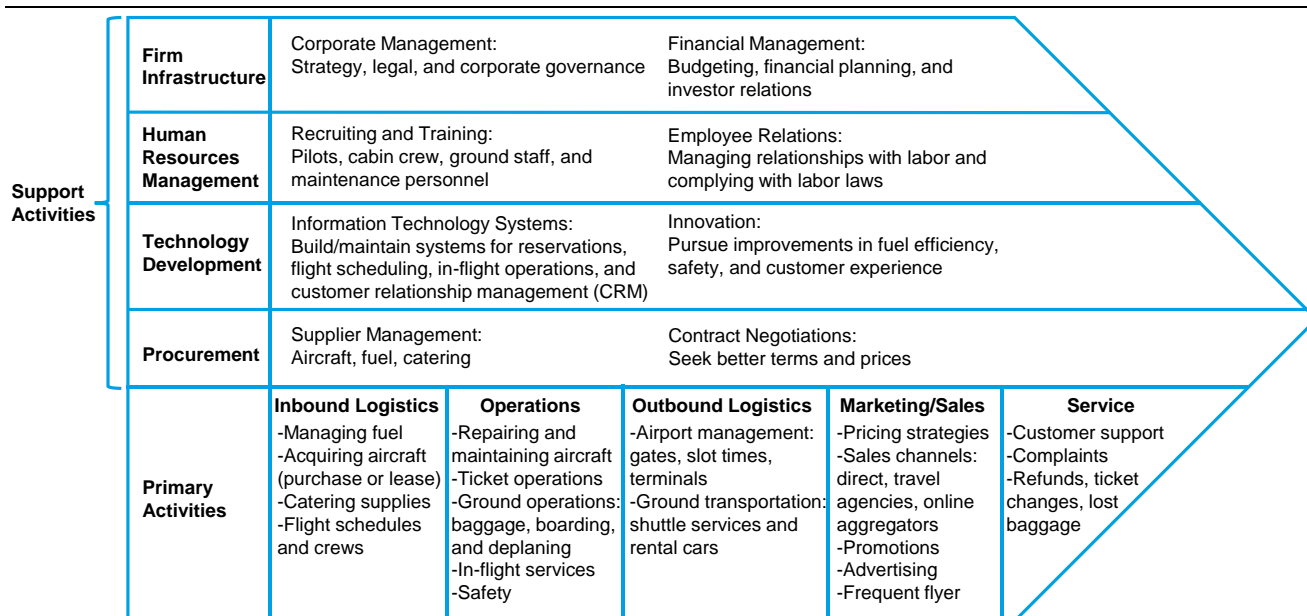 Support
Activities
Firm
Infrastructure
Corporate Management:
Strategy, legal, and corporate governance
Financial Management:
Budgeting, financial planning, and
investor relations
Human
Resources
Management
Recruiting and Training:
Pilots, cabin crew, ground staff, and
maintenance personnel
Employee Relations:
Managing relationships with labor and
complying with labor laws
Technology
Development
Information Technology Systems:
Build/maintain systems for reservations,
flight scheduling, in-flight operations, and
customer relationship management (CRM)
Innovation:
Pursue improvements in fuel efficiency,
safety, and customer experience
Procurement
Supplier Management:
Aircraft, fuel, catering
Contract Negotiations:
Seek better terms and prices
Primary
Activities
Inbound Logistics
-Managing fuel
-Acquiring aircraft
(purchase or lease)
-Catering supplies
-Flight schedules
and crews
Operations
-Repairing and
maintaining aircraft
-Ticket operations
-Ground operations:
baggage, boarding,
and deplaning
-In-flight services
-Safety
Outbound Logistics
-Airport management:
gates, slot times,
terminals
-Ground transportation:
shuttle services and
rental cars
Marketing/Sales
-Pricing strategies
-Sales channels:
direct, travel
agencies, online
aggregators
-Promotions
-Advertising
-Frequent flyer
Service
-Customer support
-Complaints
-Refunds, ticket
changes, lost
baggage